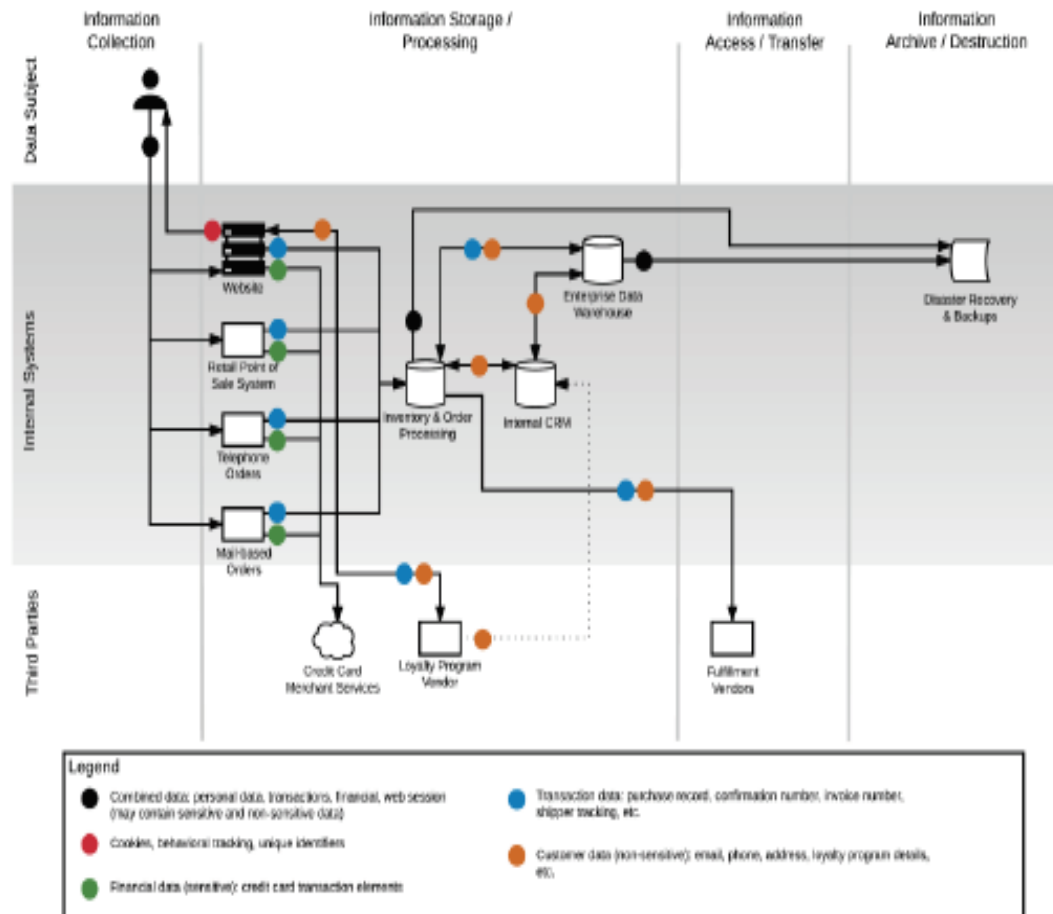 Information
Collection
Information Storage /
Processing
Information
Access / Transfer
Information
Archive / Destruction
Data Subject
Internal Systems
Third Parties
Website
Retail Point of
Sale System
Telephone
Orders
Mail-based
Orders
Inventory & Order
Processing
Internal CRM
Enterprise Data
Warehouse
Disaster Recovery
& Backups
Credit Card
Merchant Services
Loyalty Program
Vendor
Fulfillment
Vendors
Legend
Combined data: personal data, transactions, financial, web session
(may contain sensitive and non-sensitive data)
Cookies, behavioral tracking, unique identifiers
Financial data (sensitive): credit card transaction elements
Transaction data: purchase record, confirmation number, invoice number,
shipper tracking, etc.
Customer data (non-sensitive): email, phone, address, loyalty program details,
etc.